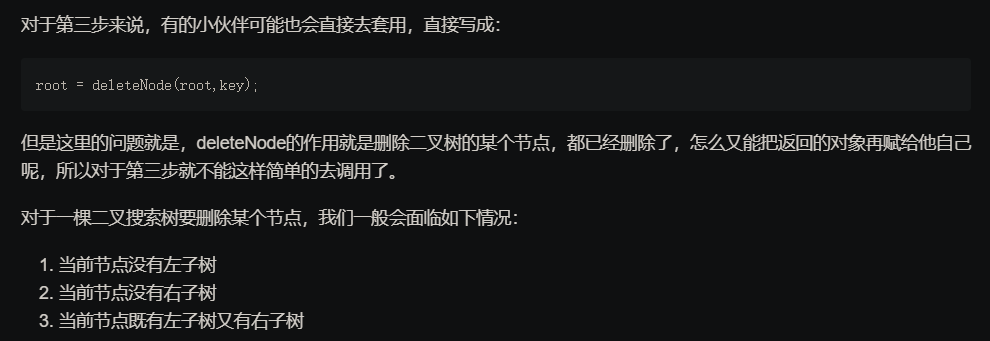 对于第三步来说，有的小伙伴可能也会直接去套用，直接写成：
root = deleteNode(root,key);
但是这里的问题就是，deleteNode的作用就是删除二叉树的某个节点，都已经删除了，怎么又能把返回的对象再赋给他自己
呢，所以对于第三步就不能这样简单的去调用了。
对于一棵二叉搜索树要删除某个节点，我们一般会面临如下情况：
1. 当前节点没有左子树
2. 当前节点没有右子树
3. 当前节点既有左子树又有右子树